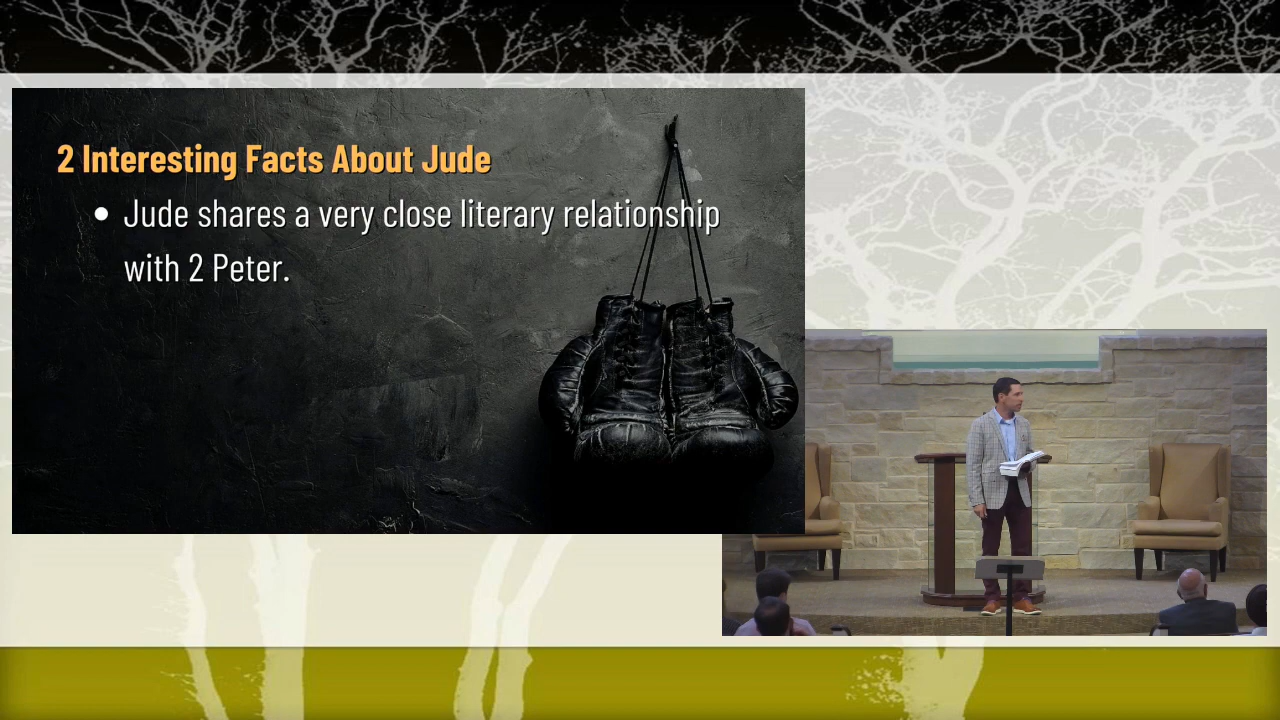 2 Interesting Facts About Jude
• Jude shares a very close literary relationship
with 2 Peter.